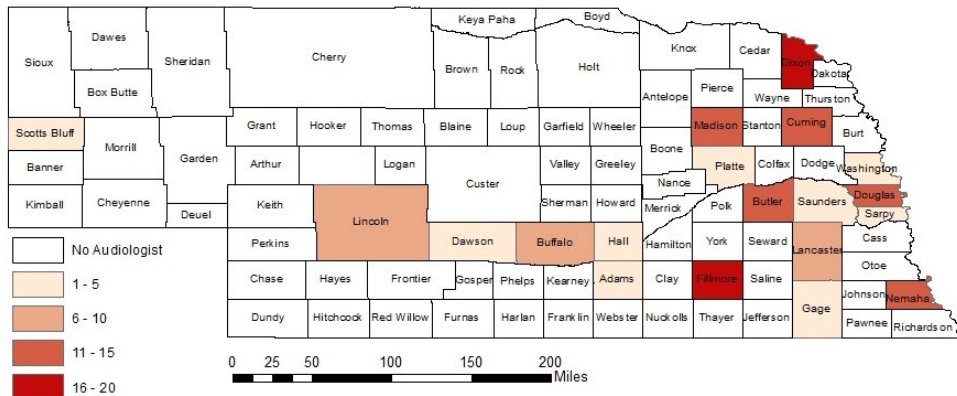 Keya Paha Boyd
Dawes Knox Cedar
Sioux Sheridan Cherry Brown Rock Holt Dixon
Dakota
Box Butte Antelope Pierce
Wayne Thurston
Scotts Bluff Grant Hooker Thomas Blaine Loup Garfield Wheeler Madison Stanton Cuming Burt
Morrill Boone
Banner Garden Arthur Logan Valley Greeley Platte Colfax Dodge Washington
Nance
Kimball Cheyenne Keith Custer Sherman Howard Merrick Polk Butler Saunders Douglas
Deuel Lincoln Sarpy
No Audiologist Perkins Dawson Buffalo Hall Hamilton York Seward Lancaster Cass
Otoe
1 - 5 Chase Hayes Frontier Gosper Phelps Kearney Adams Clay Fillmore Saline
6 - 10 Gage Johnson Nemaha
Dundy Hitchcock Red Willow Furnas Harlan Franklin Webster Nuckolls Thayer Jefferson Pawnee Richardson
11 - 15
0 25 50 100 150 200
Miles
16 - 20